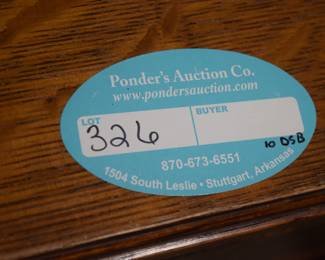 Ponder's Auction Co.
www.pondersauction.com
LOT BUYER
326
10 DSB
870-673-6551
1504 South Leslie • Stuttgart, Arkansas